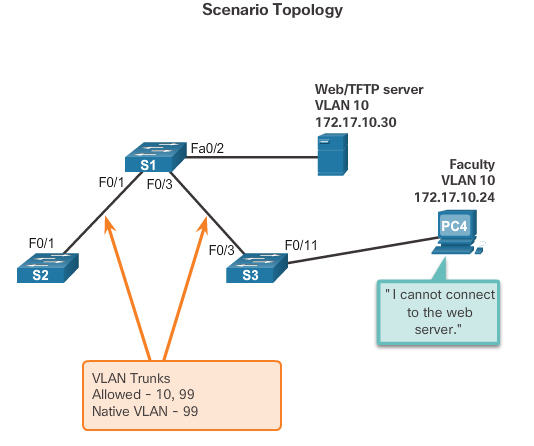 Scenario Topology
Web/TFTP server
VLAN 10
172.17.10.30
Fa0/2
S1
F0/1
F0/3
Faculty
VLAN 10
172.17.10.24
PC4
F0/1
S2
F0/3
S3
F0/11
" I cannot connect
to the web
server."
VLAN Trunks
Allowed - 10, 99
Native VLAN - 99